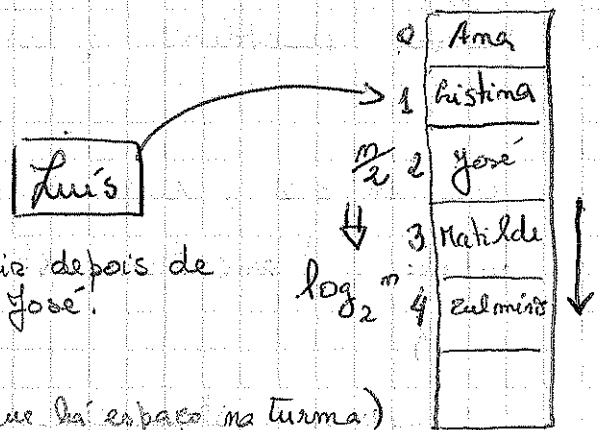 0 Ana
1 Cristina
Luís
n/2 2 José
3 Matilde
depois de
José.
log₂ n 4
há espaço na turma)